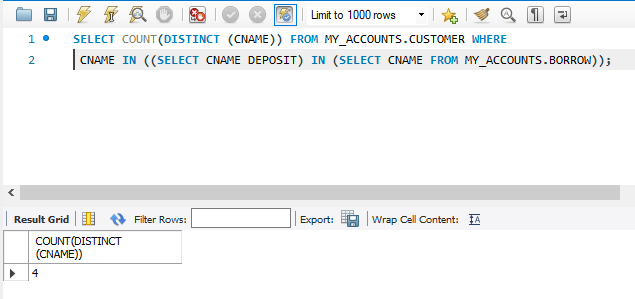 Limit to 1000 rows
1 SELECT COUNT(DISTINCT (CNAME)) FROM MY_ACCOUNTS.CUSTOMER WHERE
2 CNAME IN ((SELECT CNAME DEPOSIT) IN (SELECT CNAME FROM MY_ACCOUNTS.BORROW));
Result Grid Filter Rows: Export: Wrap Cell Content:
COUNT(DISTINCT
(CNAME))
4